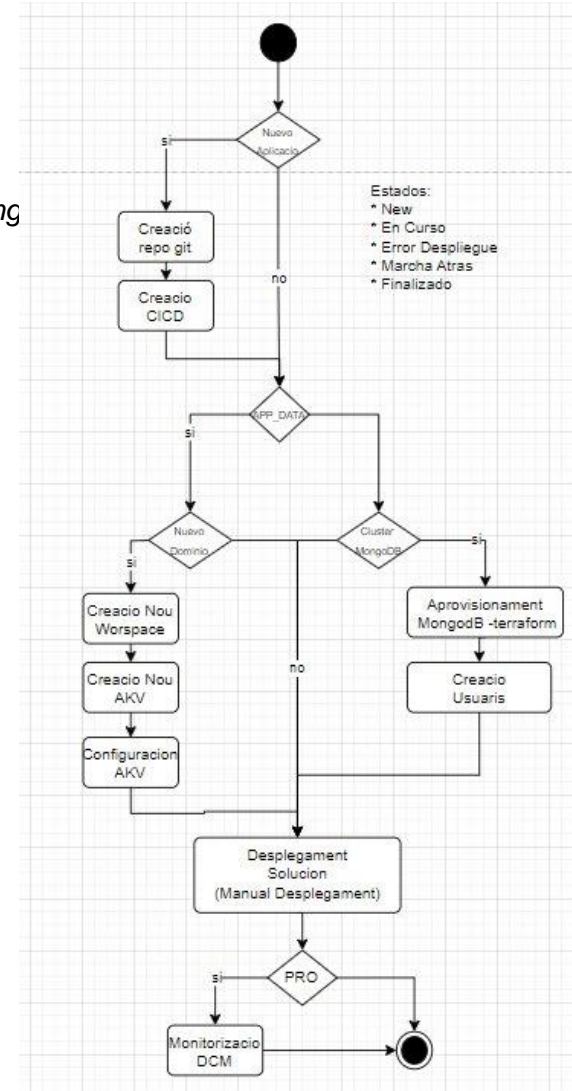 Nuevo
Aplicacio
si
ng
Estados:
* New
* En Curso
* Error Despliegue
* Marcha Atras
* Finalizado
Creació
repo git
no
Creacio
CICD
APP_DATA
si
Nuevo
Dominio
Cluster
MongoDB
si
si
Creacio Nou
Worspace
Aprovisionament
MongodB -terraform
no
Creacio Nou
AKV
Creacio
Usuaris
Configuracion
AKV
Desplegament
Solucion
(Manual Desplegament)
PRO
si
Monitorizacio
DCM